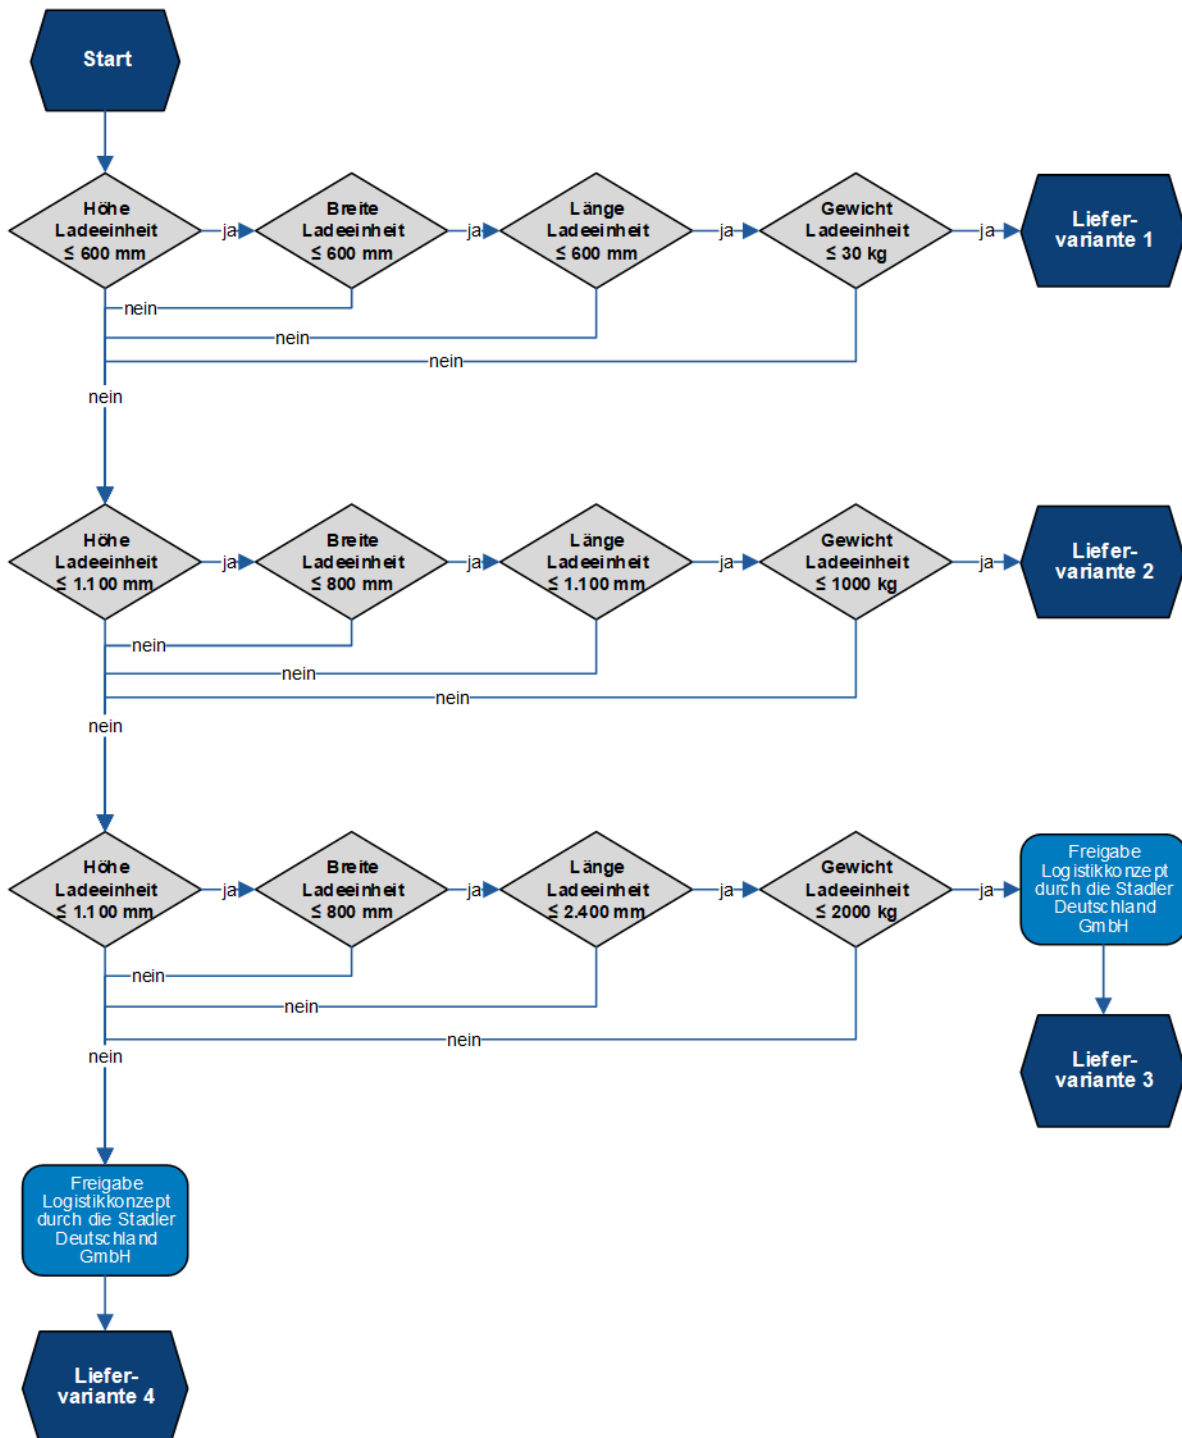 Start
Höhe
Ladeeinheit
≤ 600 mm
ja
Breite
Ladeeinheit
≤ 600 mm
ja
Länge
Ladeeinheit
≤ 600 mm
ja
Gewicht
Ladeeinheit
≤ 30 kg
ja
Liefer-
variante 1
nein
nein
nein
nein
Höhe
Ladeeinheit
≤ 1.100 mm
ja
Breite
Ladeeinheit
≤ 800 mm
ja
Länge
Ladeeinheit
≤ 1.100 mm
ja
Gewicht
Ladeeinheit
≤ 1000 kg
ja
Liefer-
variante 2
nein
nein
nein
nein
Höhe
Ladeeinheit
≤ 1.100 mm
ja
Breite
Ladeeinheit
≤ 800 mm
ja
Länge
Ladeeinheit
≤ 2.400 mm
ja
Gewicht
Ladeeinheit
≤ 2000 kg
ja
Freigabe
Logistikkonzept
durch die Stadler
Deutschland
GmbH
nein
nein
nein
nein
Liefer-
variante 3
Freigabe
Logistikkonzept
durch die Stadler
Deutschland
GmbH
Liefer-
variante 4